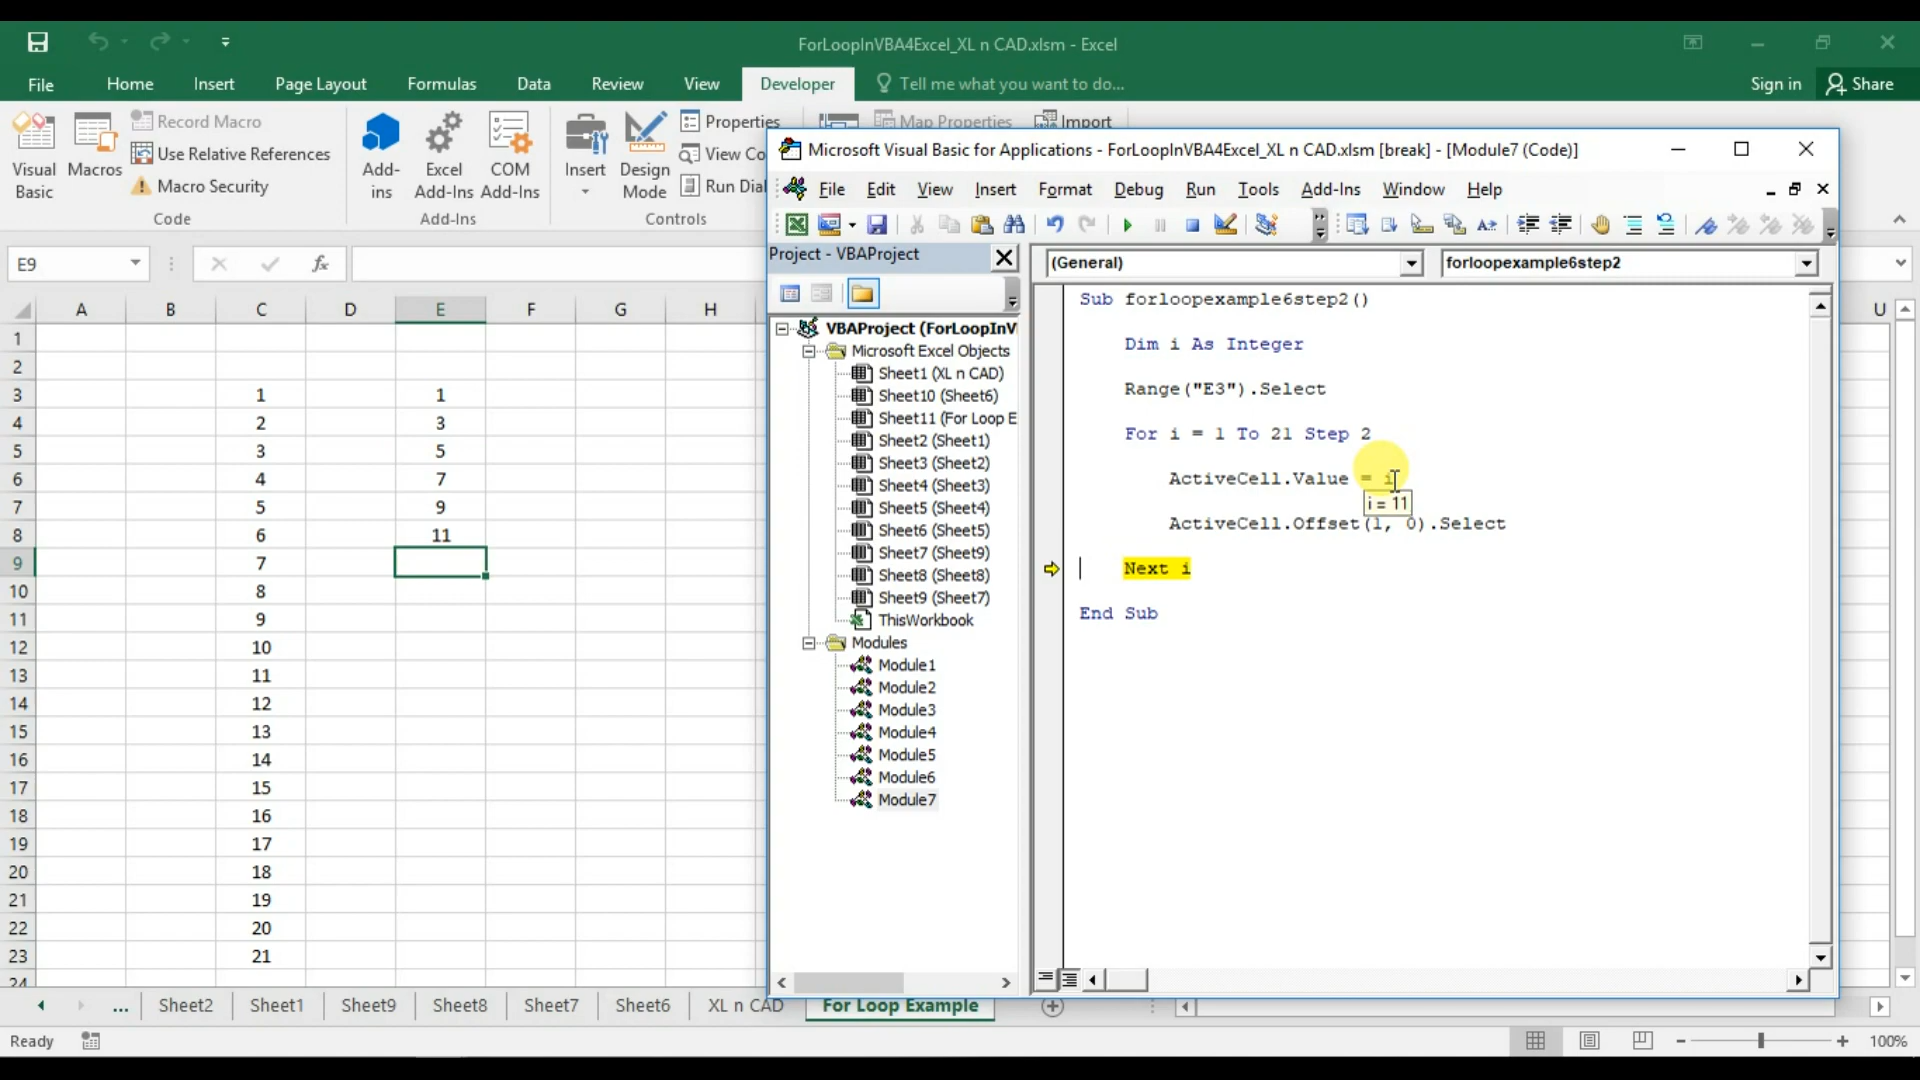 ForLoopInVBA4Excel_XL n CAD.xlsm - Excel
File Home Insert Page Layout Formulas Data Review View Developer Tell me what you want to do... Sign in Share
Visual Basic
Macros
Record Macro
Use Relative References
Macro Security
Code
Add-ins
Excel Add-Ins
COM Add-Ins
Add-Ins
Insert
Design Mode
Properties
View Co
Run Dial
Controls
Map Properties
Import
E9
fx
A B C D E F G H U
1
2
3 1 1
4 2 3
5 3 5
6 4 7
7 5 9
8 6 11
9 7
10 8
11 9
12 10
13 11
14 12
15 13
16 14
17 15
18 16
19 17
20 18
21 19
22 20
23 21
24
... Sheet2 Sheet1 Sheet9 Sheet8 Sheet7 Sheet6 XL n CAD For Loop Example
Ready
100%
Microsoft Visual Basic for Applications - ForLoopInVBA4Excel_XL n CAD.xlsm [break] - [Module7 (Code)]
File Edit View Insert Format Debug Run Tools Add-Ins Window Help
Project - VBAProject
VBAProject (ForLoopInV
Microsoft Excel Objects
Sheet1 (XL n CAD)
Sheet10 (Sheet6)
Sheet11 (For Loop E
Sheet2 (Sheet1)
Sheet3 (Sheet2)
Sheet4 (Sheet3)
Sheet5 (Sheet4)
Sheet6 (Sheet5)
Sheet7 (Sheet9)
Sheet8 (Sheet8)
Sheet9 (Sheet7)
ThisWorkbook
Modules
Module1
Module2
Module3
Module4
Module5
Module6
Module7
(General)
forloopexample6step2
Sub forloopexample6step2()
Dim i As Integer
Range("E3").Select
For i = 1 To 21 Step 2
ActiveCell.Value = i
i = 11
ActiveCell.Offset(1, 0).Select
Next i
End Sub